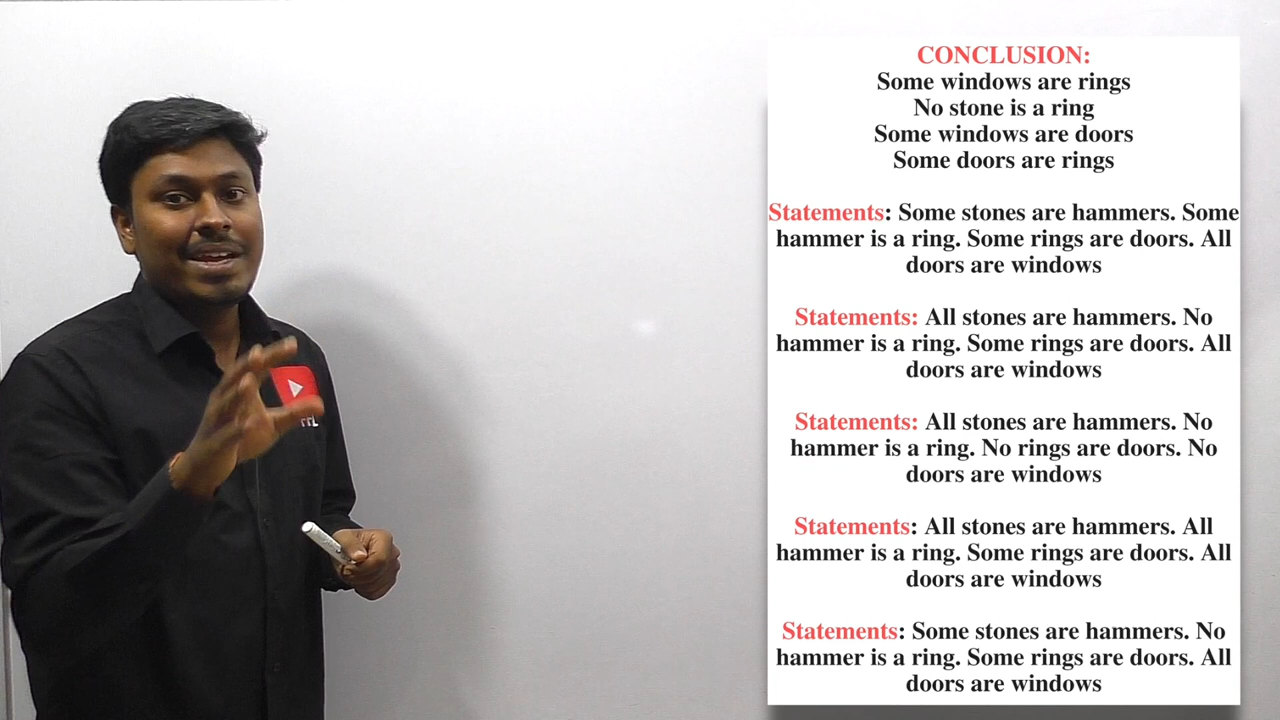 CONCLUSION:
Some windows are rings
No stone is a ring
Some windows are doors
Some doors are rings
Statements: Some stones are hammers. Some
hammer is a ring. Some rings are doors. All
doors are windows
Statements: All stones are hammers. No
hammer is a ring. Some rings are doors. All
doors are windows
Statements: All stones are hammers. No
hammer is a ring. No rings are doors. No
doors are windows
Statements: All stones are hammers. All
hammer is a ring. Some rings are doors. All
doors are windows
Statements: Some stones are hammers. No
hammer is a ring. Some rings are doors. All
doors are windows